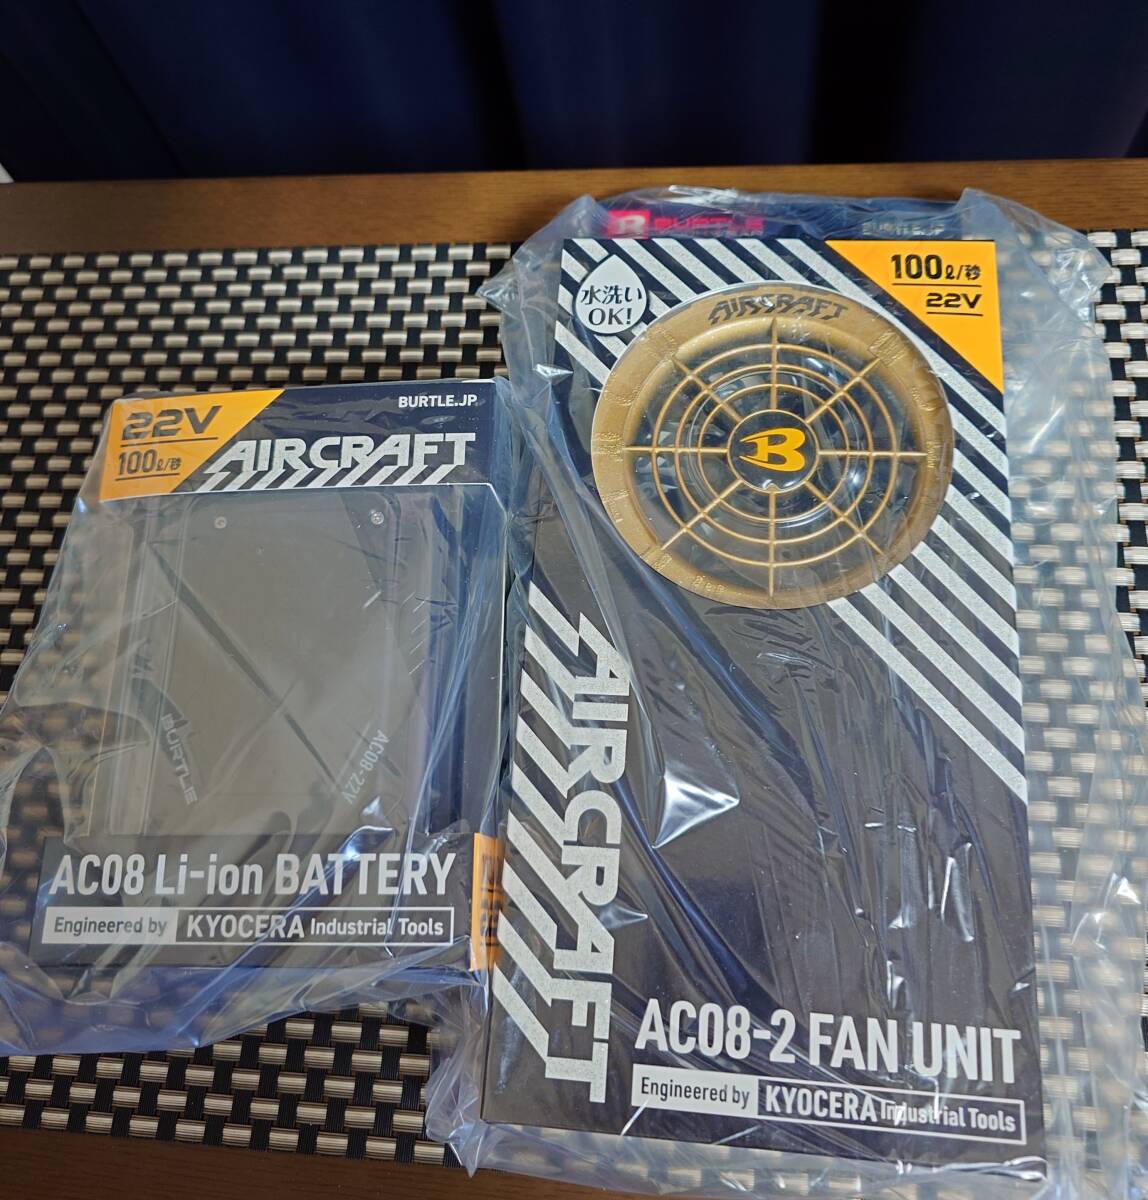 22V
100ℓ/秒
BURTLE.JP
AIRCRAFT
BURTLE
AC08-22V
AC08 Li-ion BATTERY
Engineered by KYOCERA Industrial Tools
BURTLE
BURTLE.JP
水洗い
OK!
100ℓ/秒
22V
AIRCRAFT
B
AIRCRAFT
AC08-2 FAN UNIT
Engineered by KYOCERA Industrial Tools